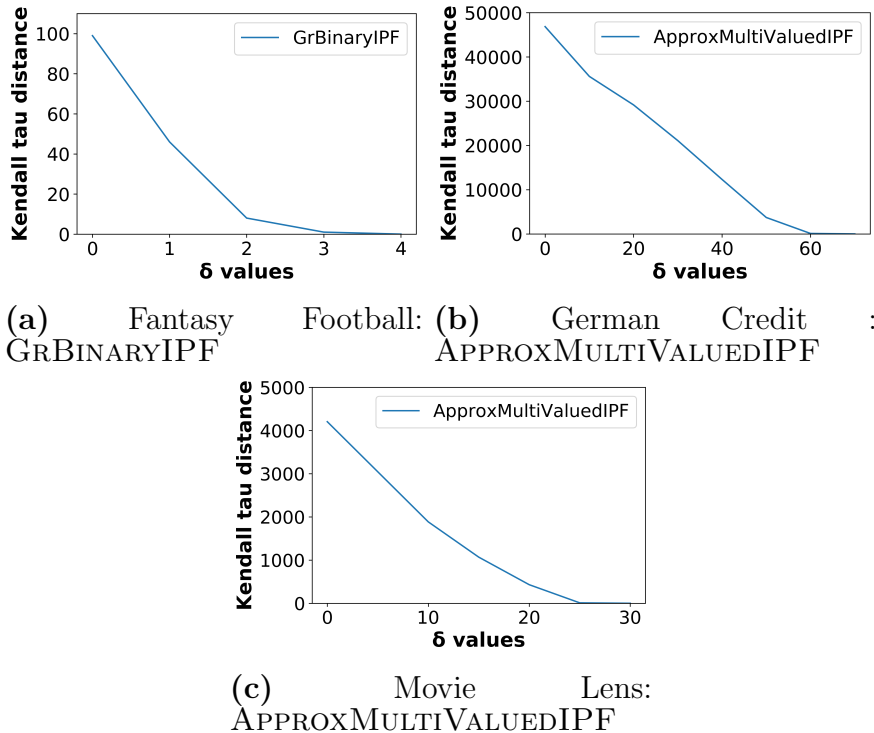 100
80
60
40
20
0
Kendall tau distance
GrBinaryIPF
0 1 2 3 4
δ values
(a) Fantasy Football:
GRBINARYIPF
50000
40000
30000
20000
10000
0
Kendall tau distance
ApproxMultiValuedIPF
0 20 40 60
δ values
(b) German Credit :
APPROXMULTIVALUEDIPF
5000
4000
3000
2000
1000
0
Kendall tau distance
ApproxMultiValuedIPF
0 10 20 30
δ values
(c) Movie Lens:
APPROXMULTIVALUEDIPF